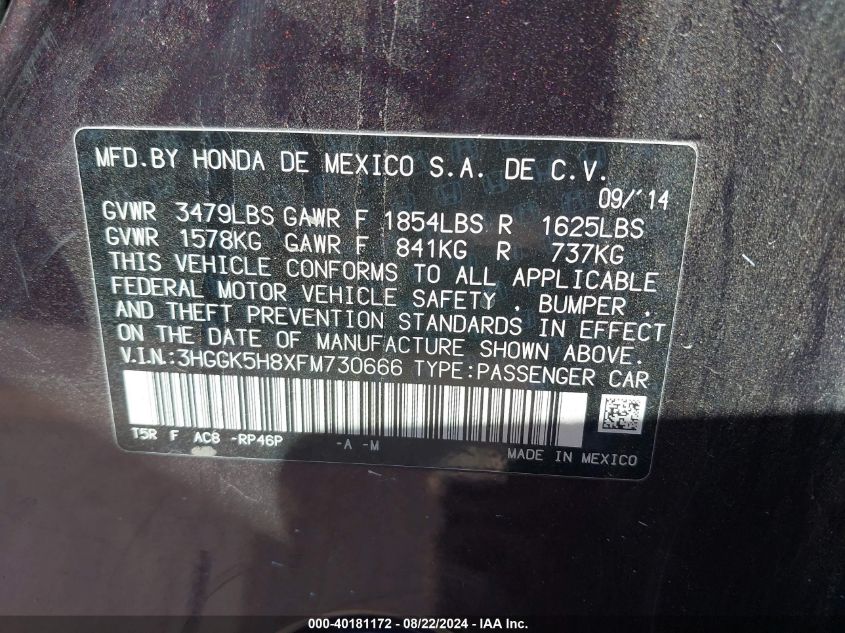 MFD.BY HONDA DE MEXICO S.A. DE C.V.
09/'14
GVWR 3479LBS GAWR F 1854LBS R 1625LBS
GVWR 1578KG GAWR F 841KG R 737KG
THIS VEHICLE CONFORMS TO ALL APPLICABLE
FEDERAL MOTOR VEHICLE SAFETY , BUMPER ,
AND THEFT PREVENTION STANDARDS IN EFFECT
ON THE DATE OF MANUFACTURE SHOWN ABOVE.
V.I.N:3HGGK5H8XFM730666 TYPE:PASSENGER CAR
T5R F AC8 -RP46P -A -M
MADE IN MEXICO
000-40181172 / 08/22/2024 - IAA Inc.